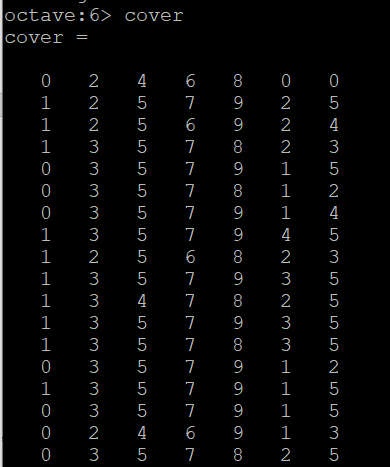 octave:6> cover
cover =
0 2 4 6 8 0 0
1 2 5 7 9 2 5
1 2 5 6 9 2 4
1 3 5 7 8 2 3
0 3 5 7 9 1 5
0 3 5 7 8 1 2
0 3 5 7 9 1 4
1 3 5 7 9 4 5
1 2 5 6 8 2 3
1 3 5 7 9 3 5
1 3 4 7 8 2 5
1 3 5 7 9 3 5
1 3 5 7 8 3 5
0 3 5 7 9 1 2
1 3 5 7 9 1 5
0 3 5 7 9 1 5
0 2 4 6 9 1 3
0 3 5 7 8 2 5